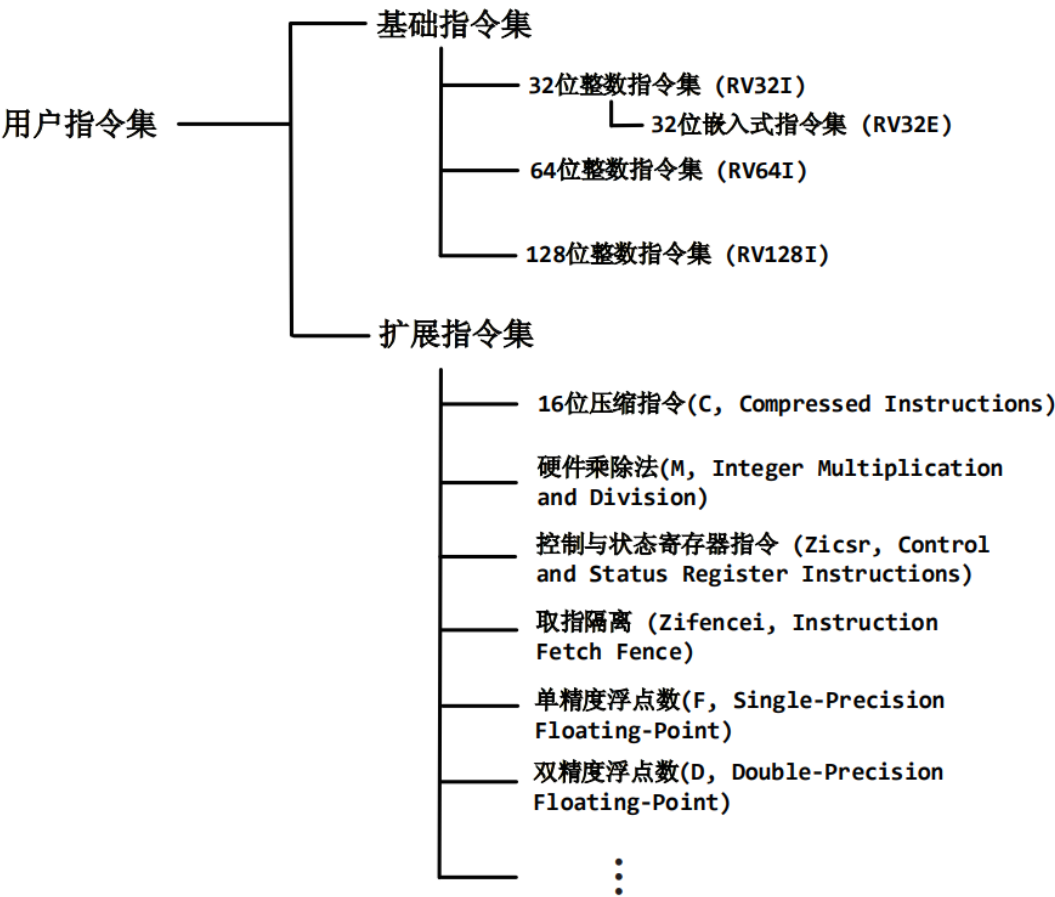 基础指令集
32位整数指令集 (RV32I)
32位嵌入式指令集 (RV32E)
用户指令集
64位整数指令集 (RV64I)
128位整数指令集 (RV128I)
扩展指令集
16位压缩指令(C, Compressed Instructions)
硬件乘除法(M, Integer Multiplication
and Division)
控制与状态寄存器指令 (Zicsr, Control
and Status Register Instructions)
取指隔离 (Zifencei, Instruction
Fetch Fence)
单精度浮点数(F, Single-Precision
Floating-Point)
双精度浮点数(D, Double-Precision
Floating-Point)
⋮